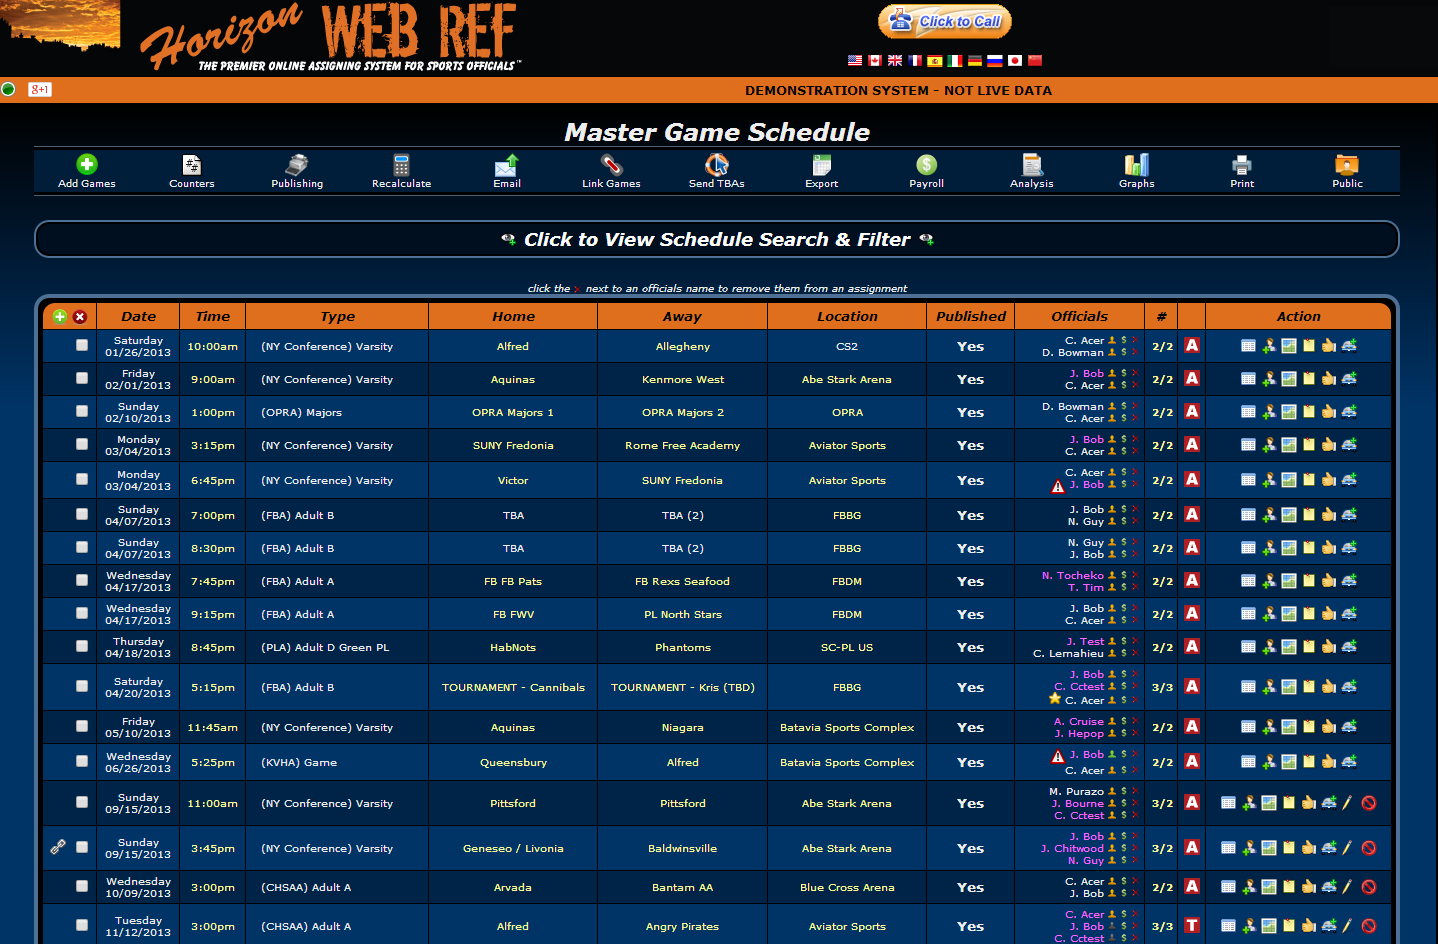 Horizon WEB REF
THE PREMIER ONLINE ASSIGNING SYSTEM FOR SPORTS OFFICIALS™
Click to Call
g+1
DEMONSTRATION SYSTEM - NOT LIVE DATA
Master Game Schedule
Add Games Counters Publishing Recalculate Email Link Games Send TBAs Export Payroll Analysis Graphs Print Public
Click to View Schedule Search & Filter
click the x next to an officials name to remove them from an assignment
Date Time Type Home Away Location Published Officials # Action
Saturday 01/26/2013 10:00am (NY Conference) Varsity Alfred Allegheny CS2 Yes C. Acer $ D. Bowman $ 2/2 A
Friday 02/01/2013 9:00am (NY Conference) Varsity Aquinas Kenmore West Abe Stark Arena Yes J. Bob $ C. Acer $ 2/2 A
Sunday 02/10/2013 1:00pm (OPRA) Majors OPRA Majors 1 OPRA Majors 2 OPRA Yes D. Bowman $ C. Acer $ 2/2 A
Monday 03/04/2013 3:15pm (NY Conference) Varsity SUNY Fredonia Rome Free Academy Aviator Sports Yes J. Bob $ C. Acer $ 2/2 A
Monday 03/04/2013 6:45pm (NY Conference) Varsity Victor SUNY Fredonia Aviator Sports Yes C. Acer $ J. Bob $ 2/2 A
Sunday 04/07/2013 7:00pm (FBA) Adult B TBA TBA (2) FBBG Yes J. Bob $ N. Guy $ 2/2 A
Sunday 04/07/2013 8:30pm (FBA) Adult B TBA TBA (2) FBBG Yes N. Guy $ J. Bob $ 2/2 A
Wednesday 04/17/2013 7:45pm (FBA) Adult A FB FB Pats FB Rexs Seafood FBDM Yes N. Tocheko $ T. Tim $ 2/2 A
Wednesday 04/17/2013 9:15pm (FBA) Adult A FB FWV PL North Stars FBDM Yes J. Bob $ C. Acer $ 2/2 A
Thursday 04/18/2013 8:45pm (PLA) Adult D Green PL HabNots Phantoms SC-PL US Yes J. Test $ C. Lemahieu $ 2/2 A
Saturday 04/20/2013 5:15pm (FBA) Adult B TOURNAMENT - Cannibals TOURNAMENT - Kris (TBD) FBBG Yes J. Bob $ C. Cctest $ C. Acer $ 3/3 A
Friday 05/10/2013 11:45am (NY Conference) Varsity Aquinas Niagara Batavia Sports Complex Yes A. Cruise $ J. Hepop $ 2/2 A
Wednesday 06/26/2013 5:25pm (KVHA) Game Queensbury Alfred Batavia Sports Complex Yes J. Bob $ C. Acer $ 2/2 A
Sunday 09/15/2013 11:00am (NY Conference) Varsity Pittsford Pittsford Abe Stark Arena Yes M. Purazo $ J. Bourne $ C. Cctest $ 3/2 A
Sunday 09/15/2013 3:45pm (NY Conference) Varsity Geneseo / Livonia Baldwinsville Abe Stark Arena Yes J. Bob $ J. Chitwood $ N. Guy $ 3/2 A
Wednesday 10/09/2013 3:00pm (CHSAA) Adult A Arvada Bantam AA Blue Cross Arena Yes C. Acer $ J. Bob $ 2/2 A
Tuesday 11/12/2013 3:00pm (CHSAA) Adult A Alfred Angry Pirates Aviator Sports Yes C. Acer $ J. Bob $ C. Cctest $ 3/3 T